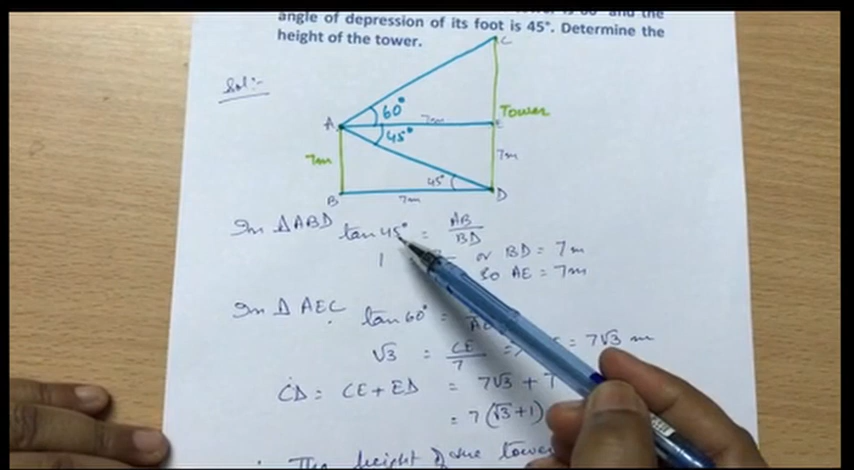 angle of depression of its foot is 45°. Determine the
height of the tower.
Sol:-
C
60°
A 7m E Tower
45°
7m 7m
45°
B 7m D
In ΔABD tan 45° = AB/BD
1 = or BD = 7m
So AE = 7m
In Δ AEC, tan 60° =
√3 = CE/7 = 7√3 m
CD = CE + ED = 7√3 + 7
= 7(√3+1)
∴ The height of the tower